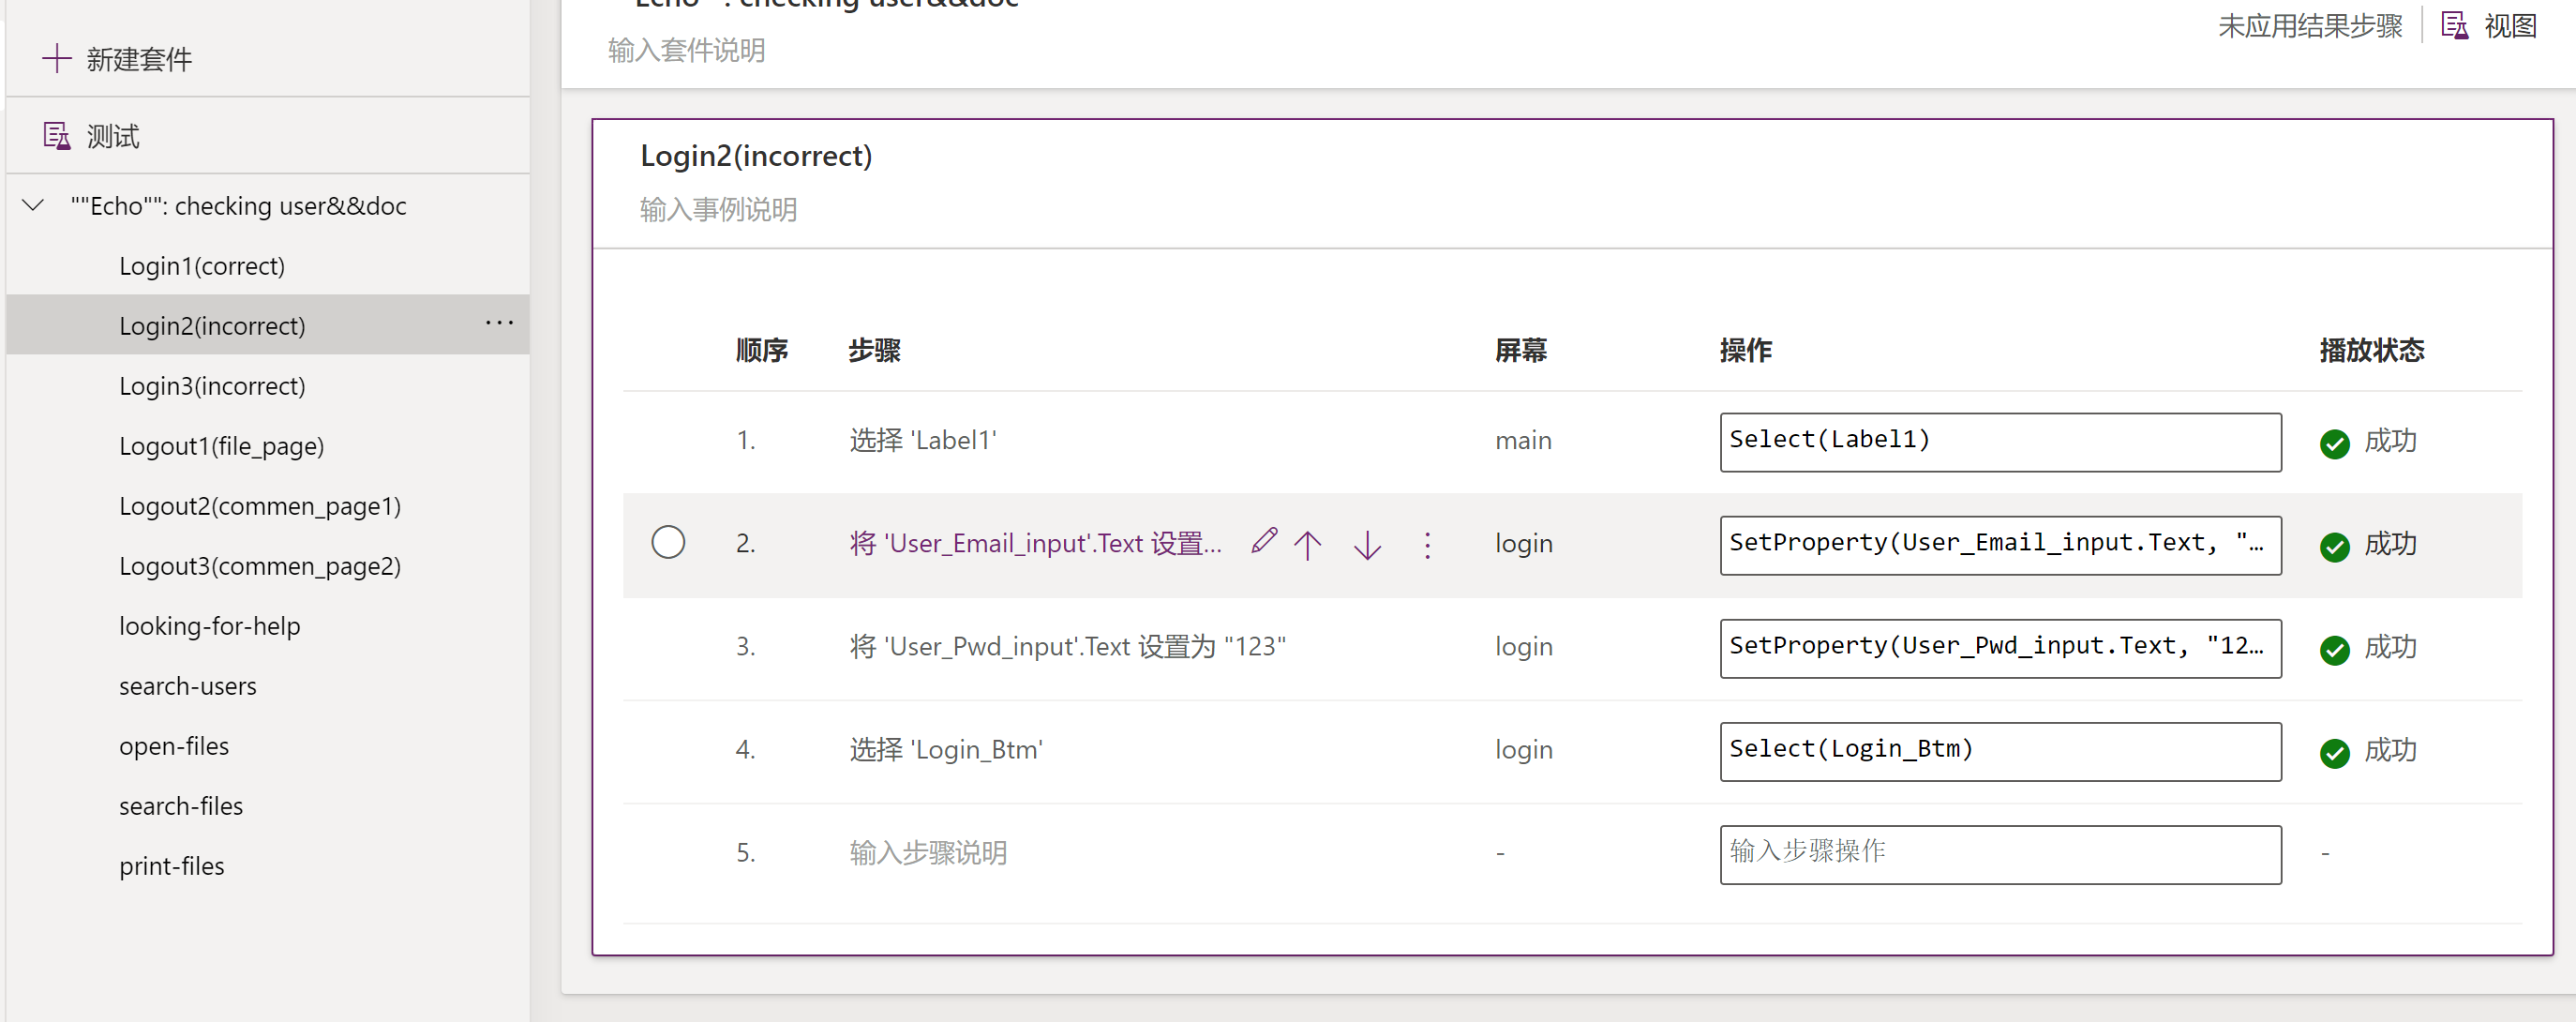 新建套件
测试
""Echo"": checking user&&doc
Login1(correct)
Login2(incorrect)
Login3(incorrect)
Logout1(file_page)
Logout2(commen_page1)
Logout3(commen_page2)
looking-for-help
search-users
open-files
search-files
print-files
""Echo"": checking user&&doc
输入套件说明
未应用结果步骤 视图
Login2(incorrect)
输入事例说明
顺序 步骤 屏幕 操作 播放状态
1. 选择 'Label1' main Select(Label1) 成功
2. 将 'User_Email_input'.Text 设置... login SetProperty(User_Email_input.Text, "... 成功
3. 将 'User_Pwd_input'.Text 设置为 "123" login SetProperty(User_Pwd_input.Text, "12... 成功
4. 选择 'Login_Btm' login Select(Login_Btm) 成功
5. 输入步骤说明 - 输入步骤操作 -